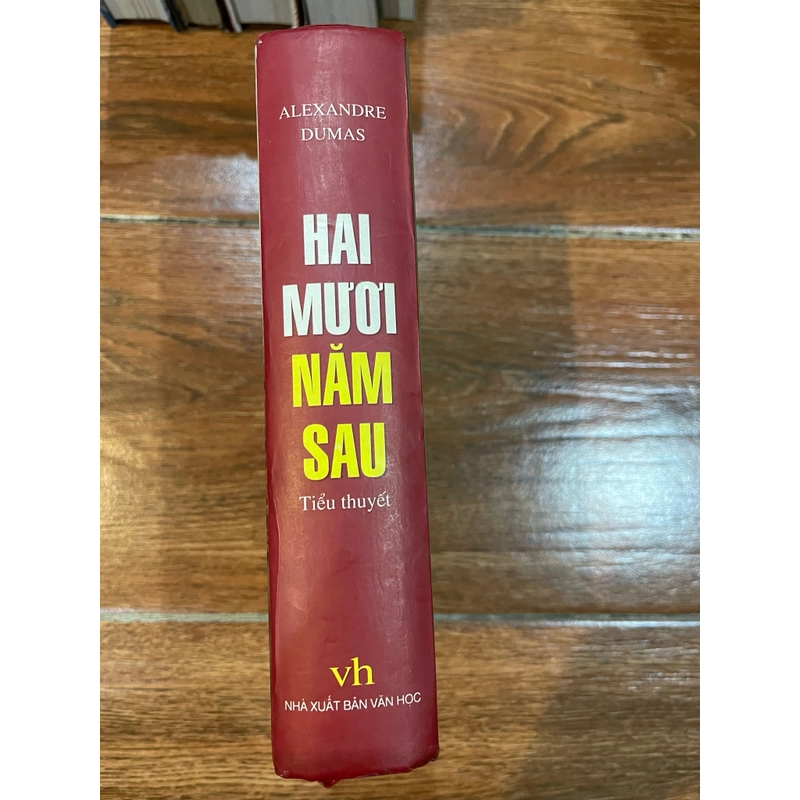 ALEXANDRE
DUMAS
HAI
MƯƠI
NĂM
SAU
Tiểu thuyết
vh
NHÀ XUẤT BẢN VĂN HỌC